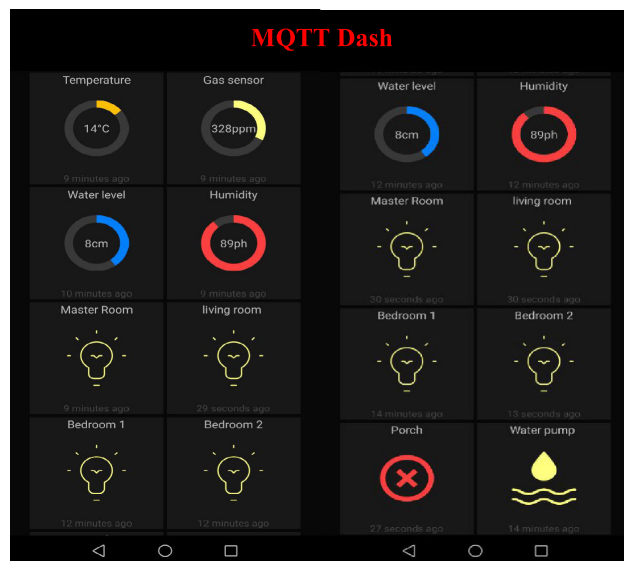 MQTT Dash
Temperature
Gas sensor
14°C
328ppm
9 minutes ago
9 minutes ago
Water level
Humidity
8cm
89ph
10 minutes ago
9 minutes ago
Master Room
living room
9 minutes ago
29 seconds ago
Bedroom 1
Bedroom 2
12 minutes ago
12 minutes ago
Water level
Humidity
8cm
89ph
12 minutes ago
12 minutes ago
Master Room
living room
30 seconds ago
30 seconds ago
Bedroom 1
Bedroom 2
14 minutes ago
13 seconds ago
Porch
Water pump
27 seconds ago
14 minutes ago